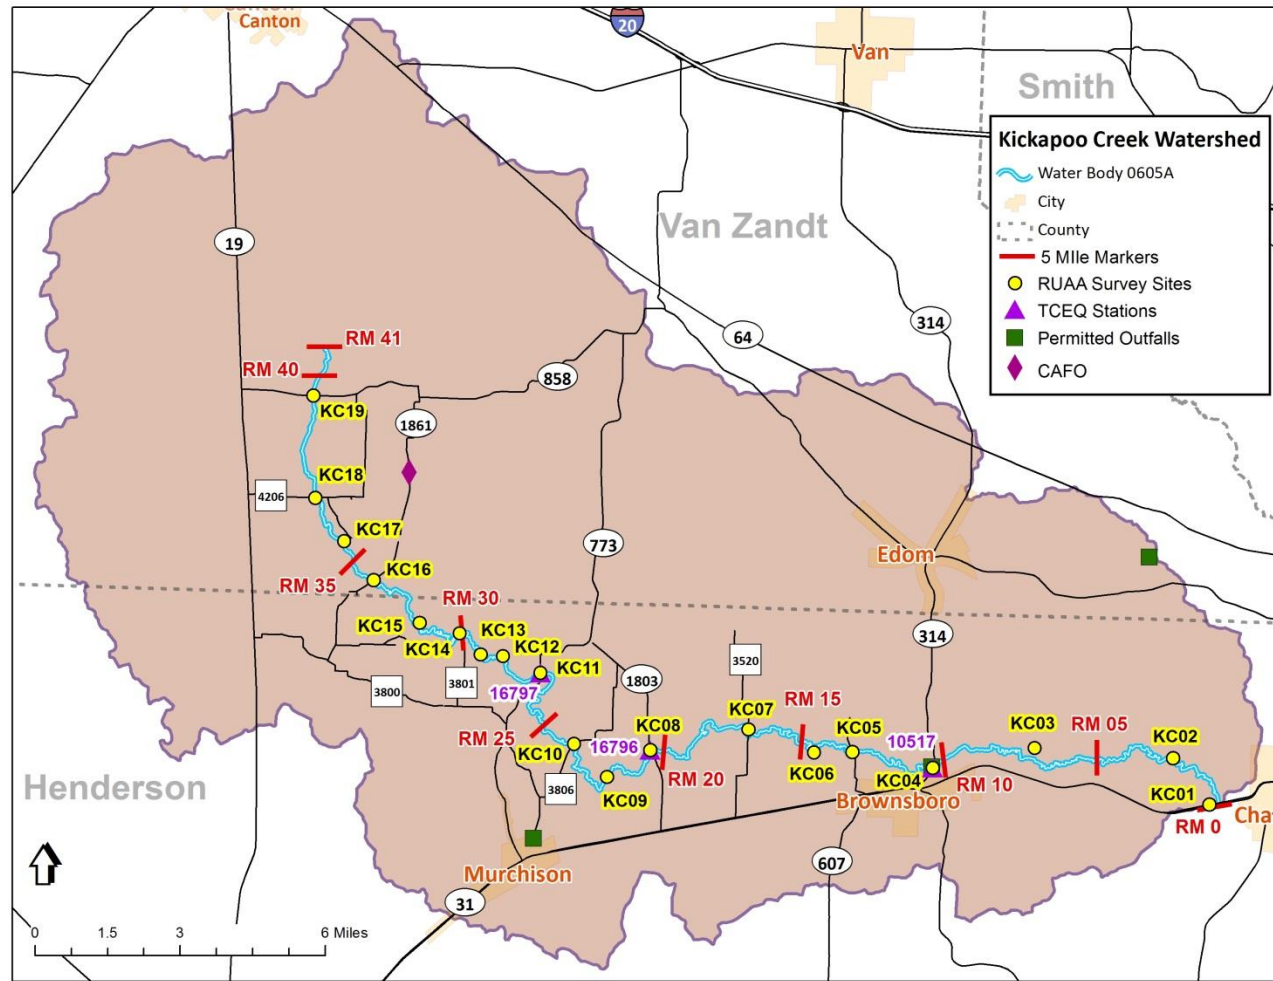 Canton
Canton
20
Van
Smith
Kickapoo Creek Watershed
Water Body 0605A
City
County
5 MIle Markers
RUAA Survey Sites
TCEQ Stations
Permitted Outfalls
CAFO
Van Zandt
19
314
64
RM 41
RM 40
858
KC19
1861
KC18
4206
KC17
773
Edom
KC16
RM 35
RM 30
KC15
KC13
314
KC14
KC12
KC11
3520
3800
3801
16797
1803
KC07
RM 15
KC05
KC03
RM 05
RM 25
KC08
10517
KC02
KC10
16796
KC06
RM 20
KC04
RM 10
Henderson
3806
KC09
Brownsboro
KC01
Cha
RM 0
Murchison
607
31
0
1.5
3
6 Miles